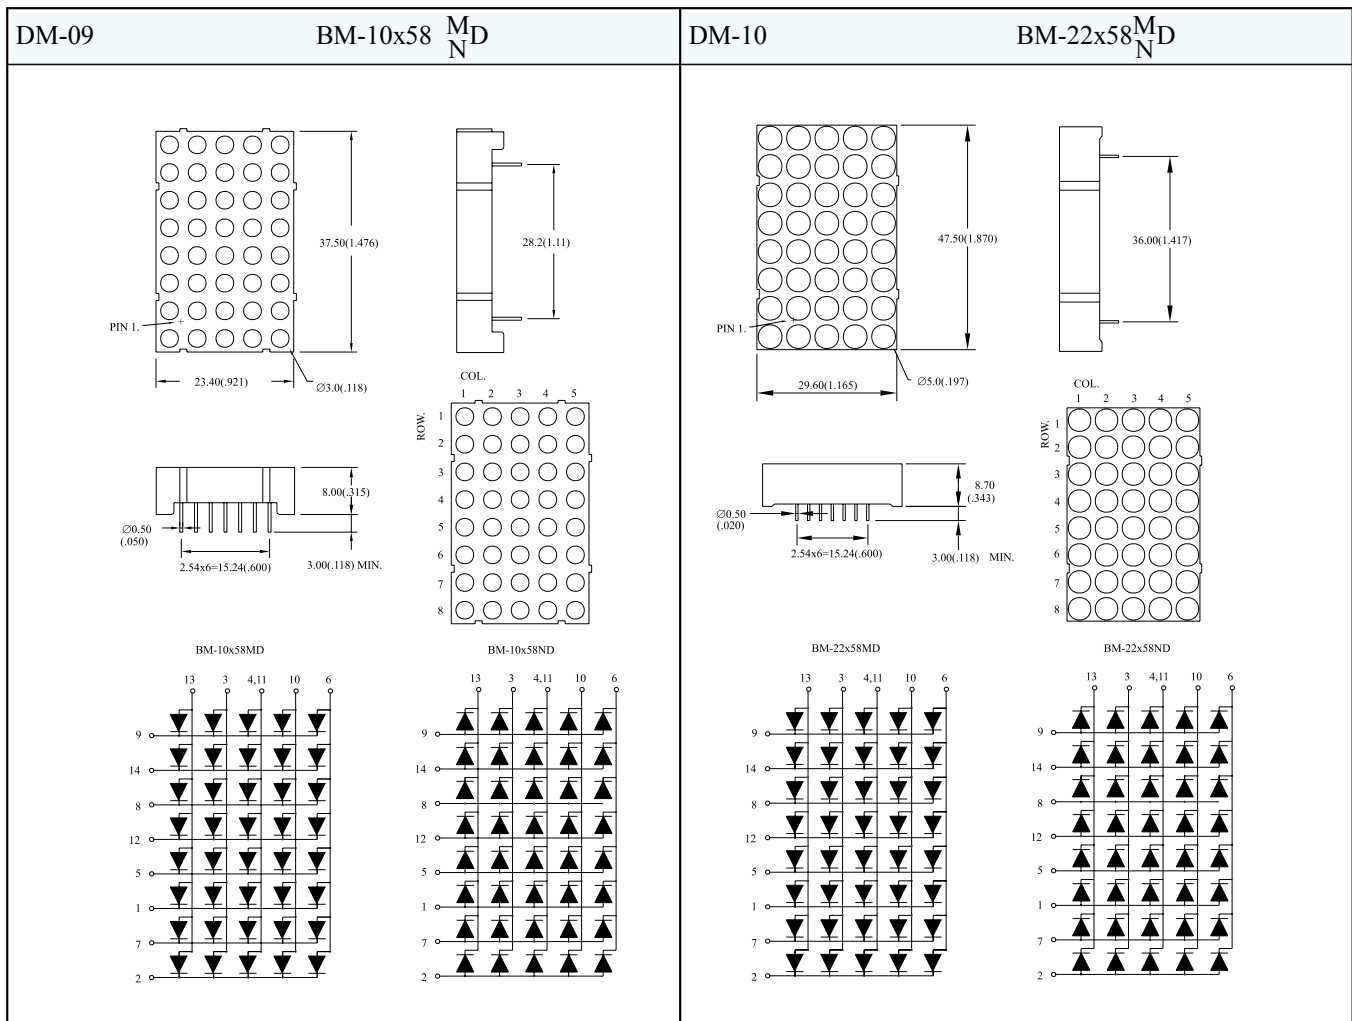 DM-09
BM-10x58 M/N D
DM-10
BM-22x58 M/N D
37.50(1.476)
28.2(1.11)
PIN 1.
23.40(.921)
∅3.0(.118)
COL.
1 2 3 4 5
ROW.
1
2
3
4
5
6
7
8
8.00(.315)
∅0.50
(.050)
2.54x6=15.24(.600)
3.00(.118) MIN.
BM-10x58MD
13 3 4,11 10 6
9
14
8
12
5
1
7
2
BM-10x58ND
13 3 4,11 10 6
9
14
8
12
5
1
7
2
47.50(1.870)
36.00(1.417)
PIN 1.
29.60(1.165)
∅5.0(.197)
COL.
1 2 3 4 5
ROW.
1
2
3
4
5
6
7
8
8.70
(.343)
∅0.50
(.020)
2.54x6=15.24(.600)
3.00(.118) MIN.
BM-22x58MD
13 3 4,11 10 6
9
14
8
12
5
1
7
2
BM-22x58ND
13 3 4,11 10 6
9
14
8
12
5
1
7
2